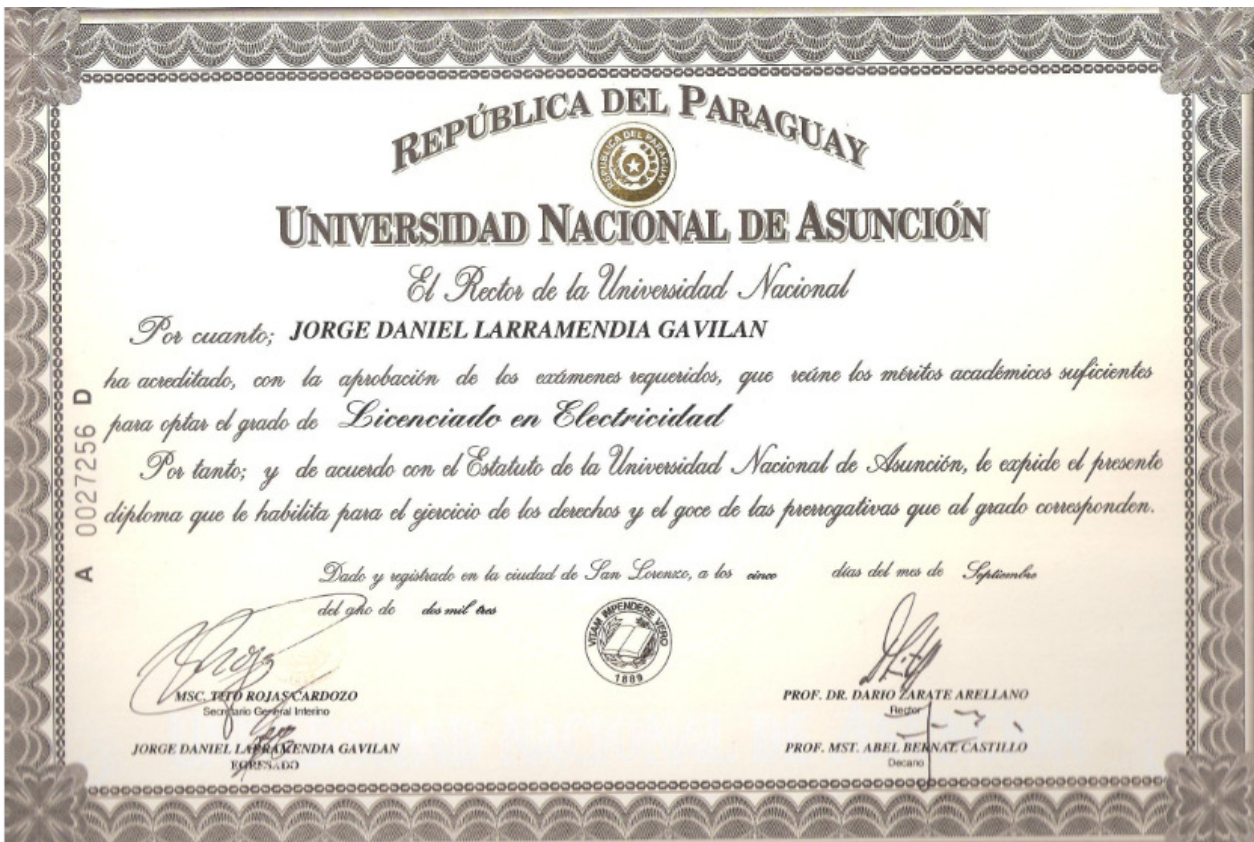 REPÚBLICA DEL PARAGUAY
REPUBLICA DEL PARAGUAY
UNIVERSIDAD NACIONAL DE ASUNCIÓN
El Rector de la Universidad Nacional
Por cuanto; JORGE DANIEL LARRAMENDIA GAVILAN
ha acreditado, con la aprobación de los exámenes requeridos, que reúne los méritos académicos suficientes
para optar el grado de Licenciado en Electricidad
Por tanto; y de acuerdo con el Estatuto de la Universidad Nacional de Asunción, le expide el presente
diploma que le habilita para el ejercicio de los derechos y el goce de las prerrogativas que al grado corresponden.
A 0027256 D
Dado y registrado en la ciudad de San Lorenzo, a los cinco días del mes de Septiembre
del año de dos mil tres
VITAM IMPENDERE VERO
1889
MSC. TITO ROJAS CARDOZO
Secretario General Interino
PROF. DR. DARIO ZARATE ARELLANO
Rector
JORGE DANIEL LARRAMENDIA GAVILAN
EGRESADO
PROF. MST. ABEL BERNAL CASTILLO
Decano